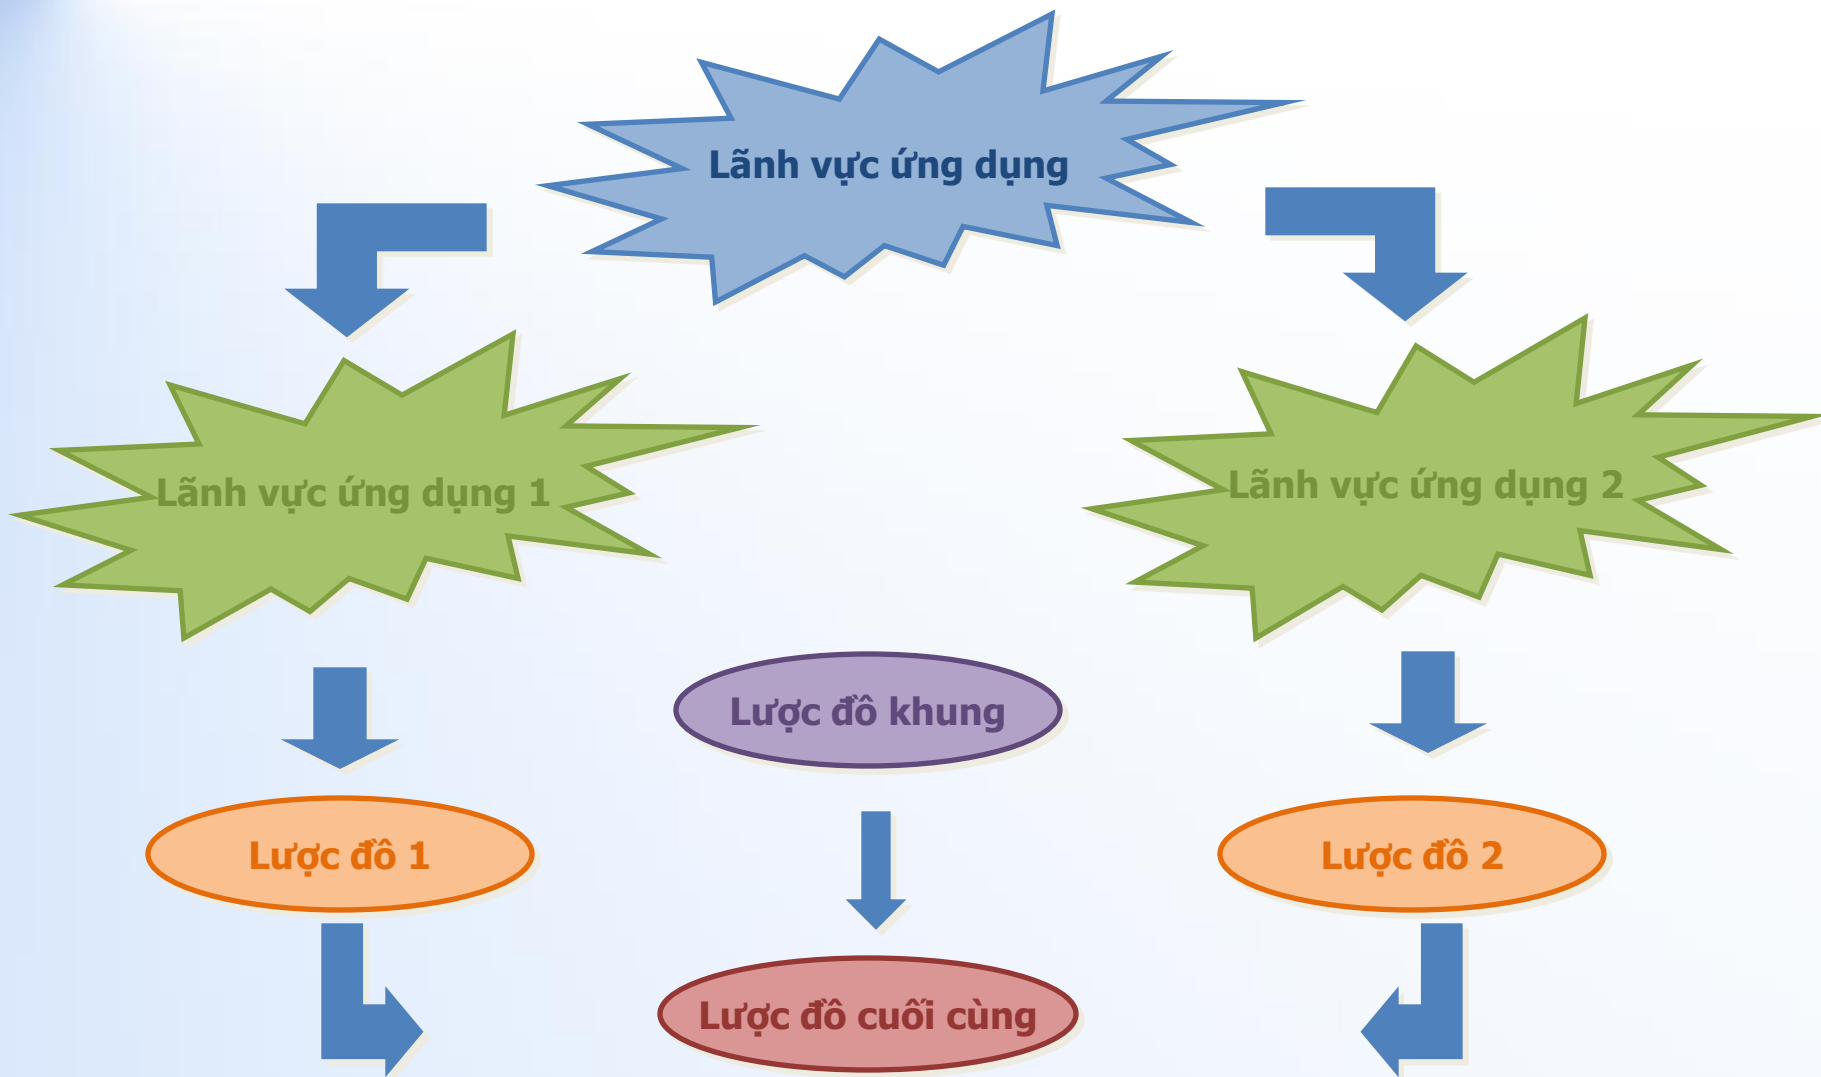 Lãnh vực ứng dụng
Lãnh vực ứng dụng 1
Lãnh vực ứng dụng 2
Lược đồ khung
Lược đồ 1
Lược đồ 2
Lược đồ cuối cùng